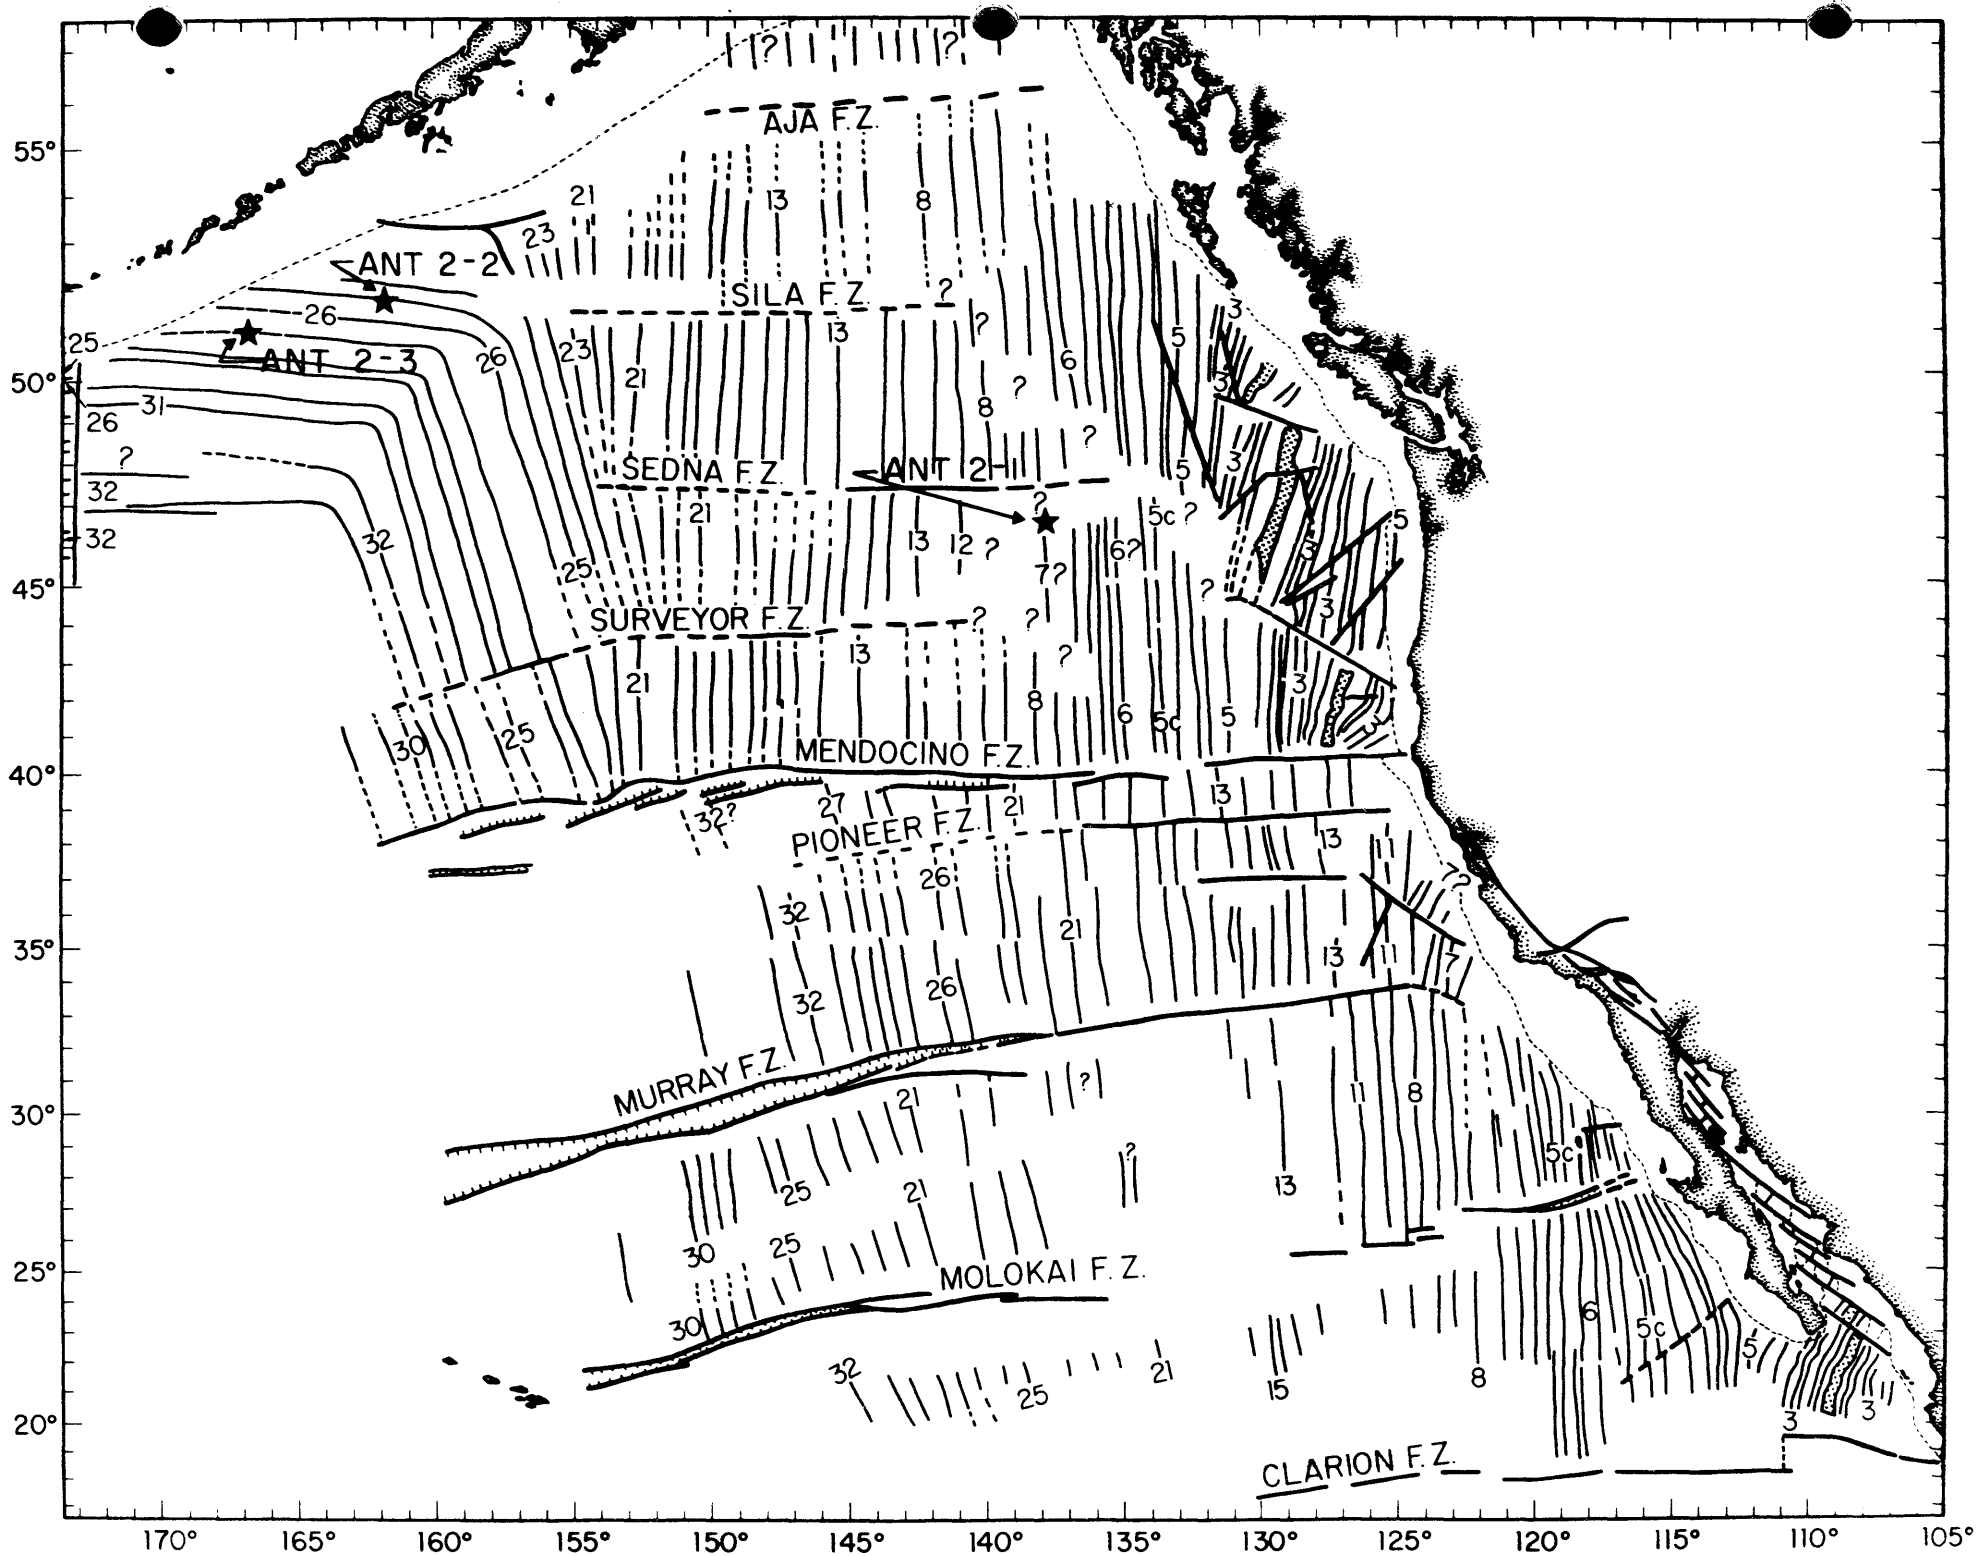 ? ?
AJA F.Z.
55°
21 13 8
23
ANT 2-2
SILA F.Z. ?
26 3
25 13 ? 5
ANT 2-3 26 23 6
50° 21 ? 3
31 8
26 ?
? SEDNA F.Z. ANT 2-1 5 3
32 21 ? 5c ? 5
32 32 13 12 ? 6? 3
25 7?
45° ? 3
SURVEYOR F.Z. ? ?
13 ?
21 8 3
30 25 6 5c 5 3
MENDOCINO F.Z.
40°
32? 27 21 13
PIONEER F.Z. 13 11
26 7?
32 21
35° 13 11 7
32 26
MURRAY F.Z. ?
30° 21 11 8
? 5c
25 21 13
30 25
25° MOLOKAI F.Z.
30 6 5c
32 21 5
25 15 8
20° 3 3
CLARION F.Z.
170° 165° 160° 155° 150° 145° 140° 135° 130° 125° 120° 115° 110° 105°